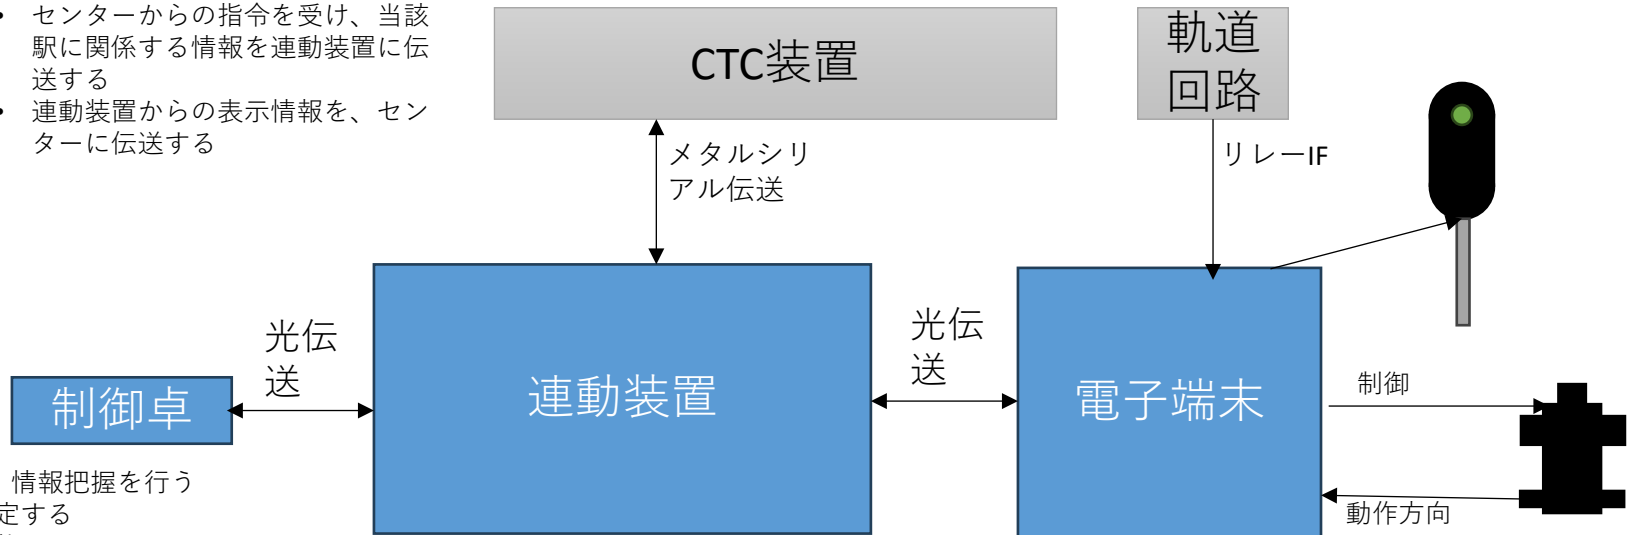 • センターからの指令を受け、当該
駅に関係する情報を連動装置に伝
送する
• 連動装置からの表示情報を、セン
ターに伝送する
CTC装置
軌道
回路
メタルシリ
アル伝送
リレーIF
光伝
送
光伝
送
制御卓
連動装置
電子端末
制御
動作方向
情報把握を行う
定する